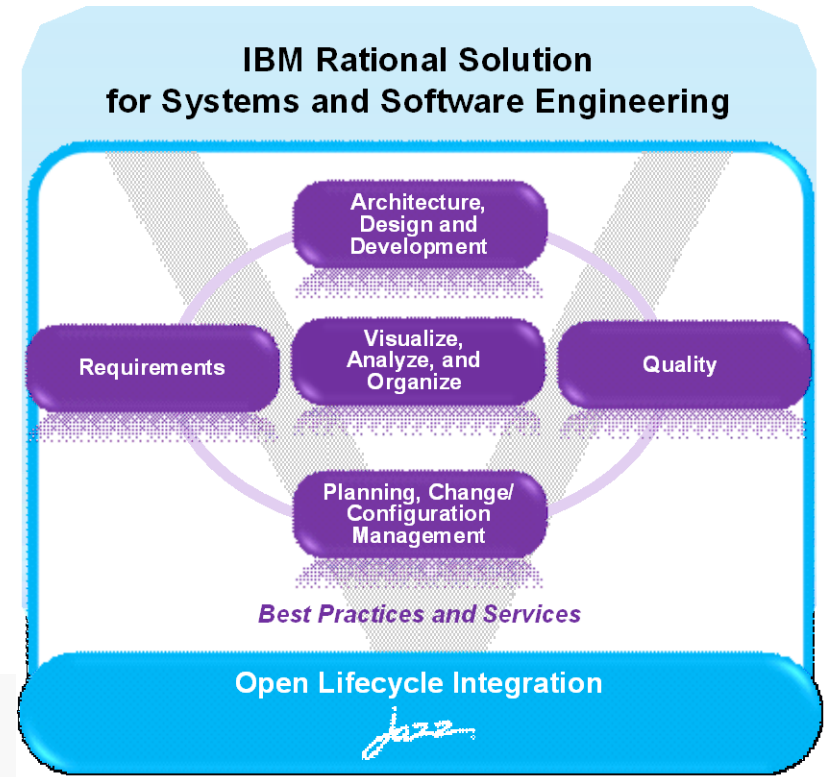 IBM Rational Solution
for Systems and Software Engineering
Architecture,
Design and
Development
Requirements
Visualize,
Analyze, and
Organize
Quality
Planning, Change/
Configuration
Management
Best Practices and Services
Open Lifecycle Integration
jazz